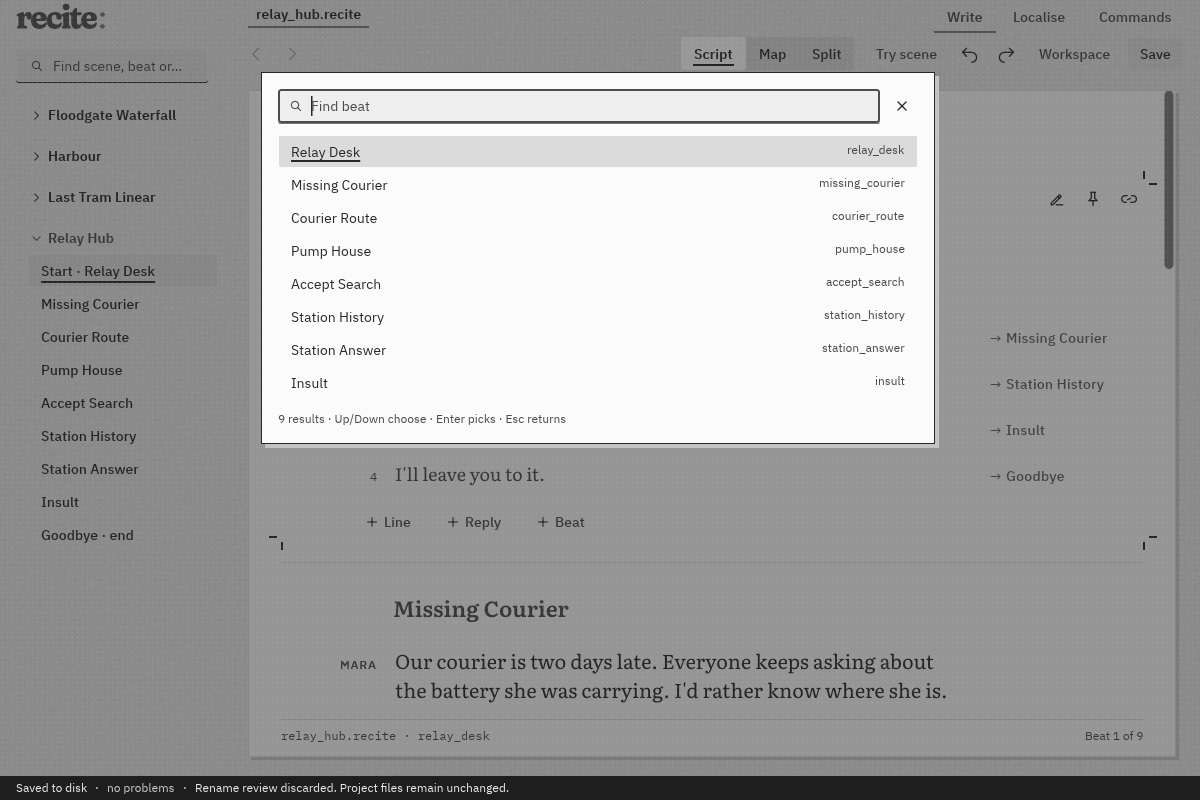 recite:
relay_hub.recite
Write
Localise
Commands
Find scene, beat or...
Script
Map
Split
Try scene
Workspace
Save
Floodgate Waterfall
Harbour
Last Tram Linear
Relay Hub
Start · Relay Desk
Missing Courier
Courier Route
Pump House
Accept Search
Station History
Station Answer
Insult
Goodbye · end
Find beat
Relay Desk relay_desk
Missing Courier missing_courier
Courier Route courier_route
Pump House pump_house
Accept Search accept_search
Station History station_history
Station Answer station_answer
Insult insult
9 results · Up/Down choose · Enter picks · Esc returns
→ Missing Courier
→ Station History
→ Insult
4 I'll leave you to it. → Goodbye
+ Line + Reply + Beat
Missing Courier
MARA Our courier is two days late. Everyone keeps asking about
the battery she was carrying. I'd rather know where she is.
relay_hub.recite · relay_desk Beat 1 of 9
Saved to disk · no problems · Rename review discarded. Project files remain unchanged.